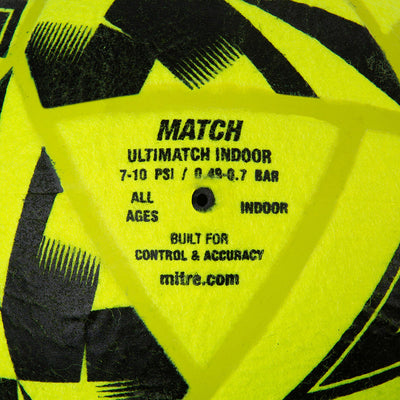 MATCH
ULTIMATCH INDOOR
7-10 PSI / 0.49-0.7 BAR
ALL AGES INDOOR
BUILT FOR
CONTROL & ACCURACY
mitre.com